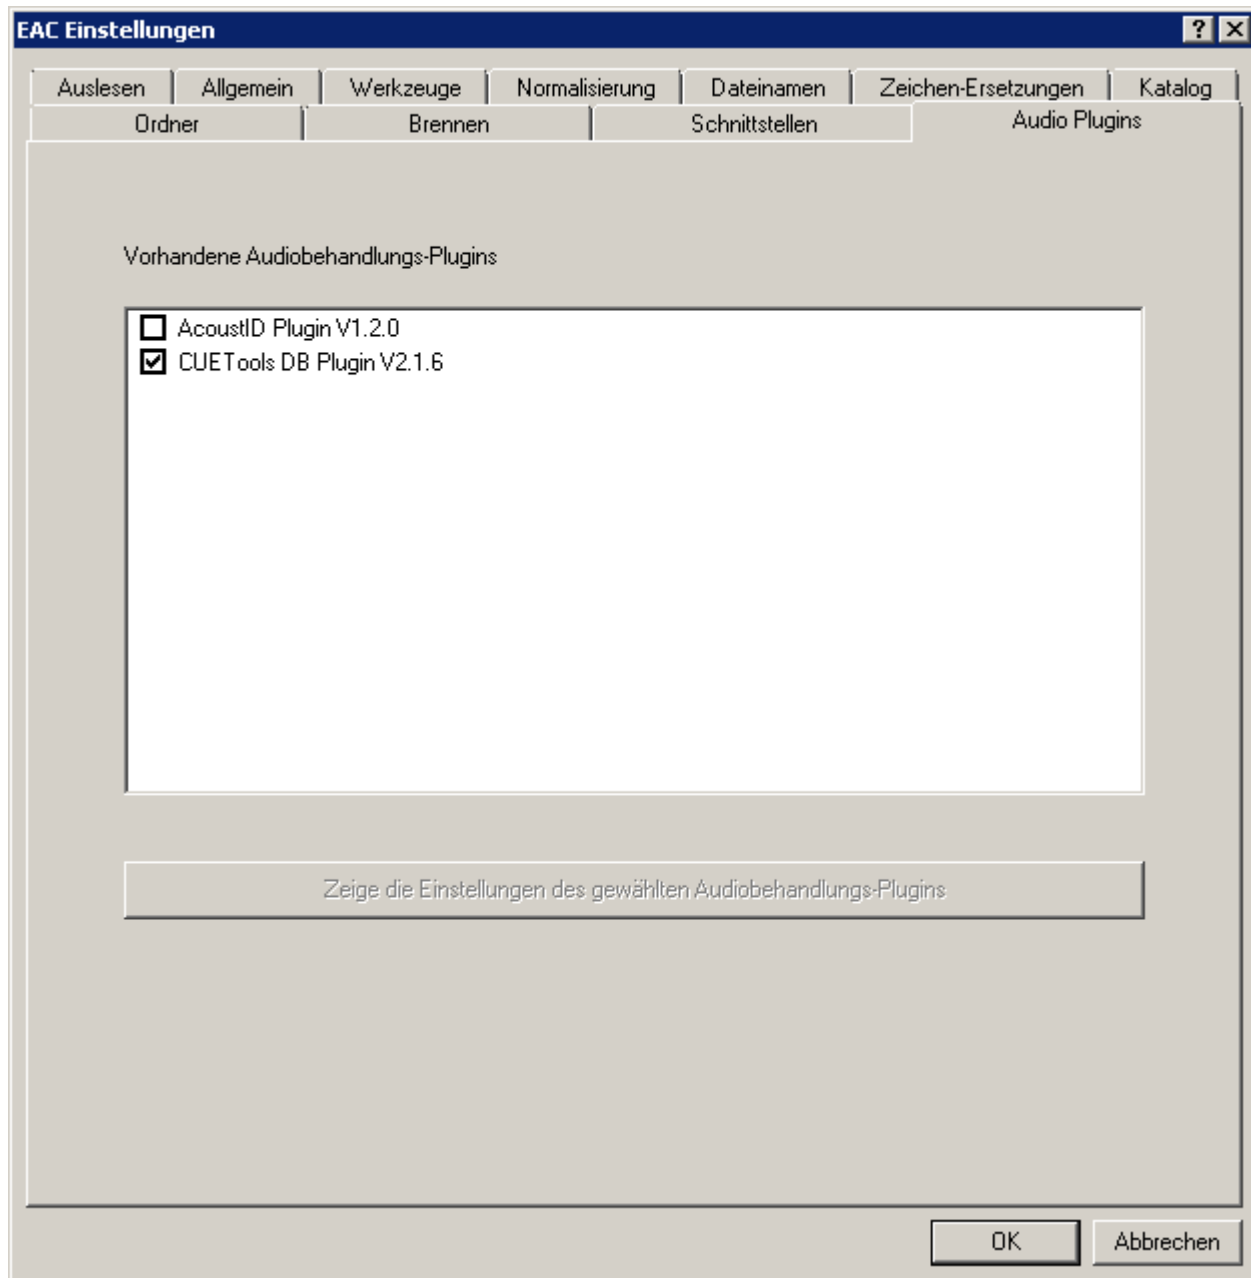 EAC Einstellungen
Auslesen Allgemein Werkzeuge Normalisierung Dateinamen Zeichen-Ersetzungen Katalog
Ordner Brennen Schnittstellen Audio Plugins
Vorhandene Audiobehandlungs-Plugins
AcoustID Plugin V1.2.0
CUETools DB Plugin V2.1.6
Zeige die Einstellungen des gewählten Audiobehandlungs-Plugins
OK Abbrechen